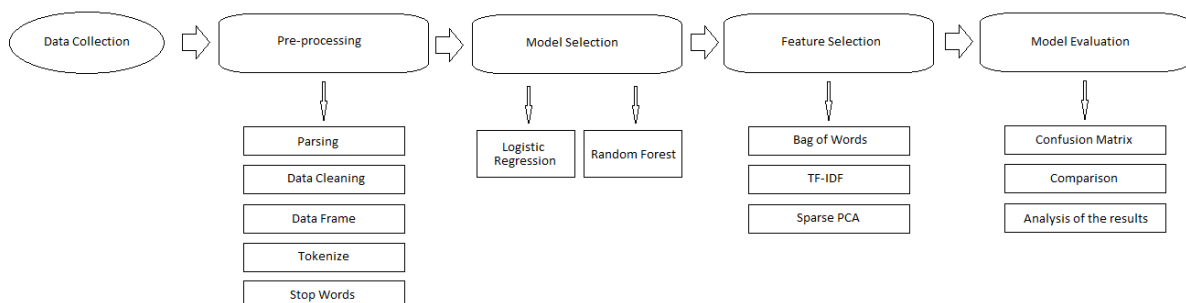 Data Collection
Pre-processing
Model Selection
Feature Selection
Model Evaluation
Parsing
Data Cleaning
Data Frame
Tokenize
Stop Words
Logistic
Regression
Random Forest
Bag of Words
TF-IDF
Sparse PCA
Confusion Matrix
Comparison
Analysis of the results